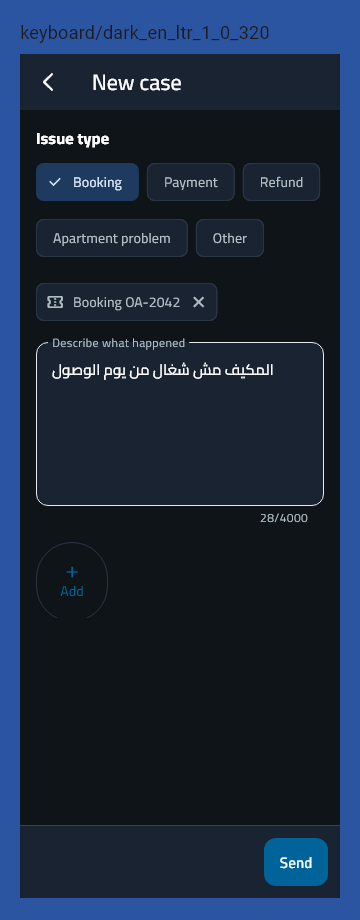 keyboard/dark_en_ltr_1_0_320
New case
Issue type
Booking
Payment
Refund
Apartment problem
Other
Booking OA-2042
Describe what happened
المكيف مش شغال من يوم الوصول
28/4000
+
Add
Send